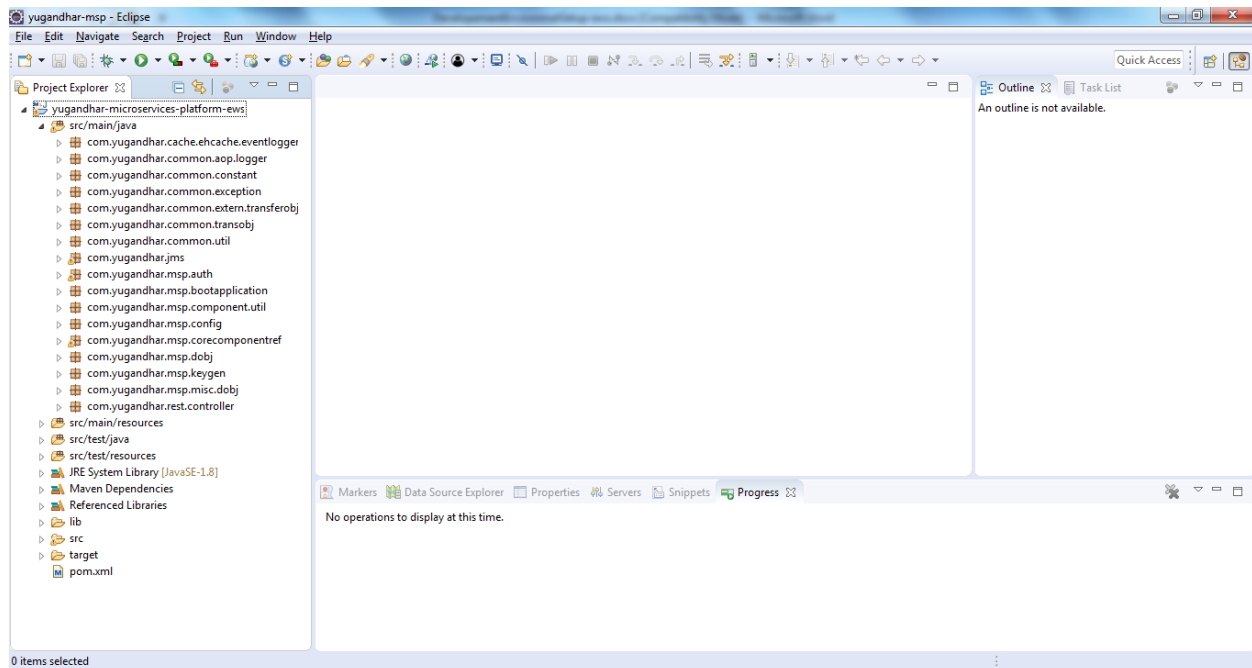 yugandhar-msp - Eclipse
File Edit Navigate Search Project Run Window Help
Quick Access
Project Explorer
yugandhar-microservices-platform-ews
src/main/java
com.yugandhar.cache.ehcache.eventlogger
com.yugandhar.common.aop.logger
com.yugandhar.common.constant
com.yugandhar.common.exception
com.yugandhar.common.extern.transferobj
com.yugandhar.common.transobj
com.yugandhar.common.util
com.yugandhar.jms
com.yugandhar.msp.auth
com.yugandhar.msp.bootapplication
com.yugandhar.msp.component.util
com.yugandhar.msp.config
com.yugandhar.msp.corecomponentref
com.yugandhar.msp.dobj
com.yugandhar.msp.keygen
com.yugandhar.msp.misc.dobj
com.yugandhar.rest.controller
src/main/resources
src/test/java
src/test/resources
JRE System Library [JavaSE-1.8]
Maven Dependencies
Referenced Libraries
lib
src
target
pom.xml
Outline Task List
An outline is not available.
Markers Data Source Explorer Properties Servers Snippets Progress
No operations to display at this time.
0 items selected